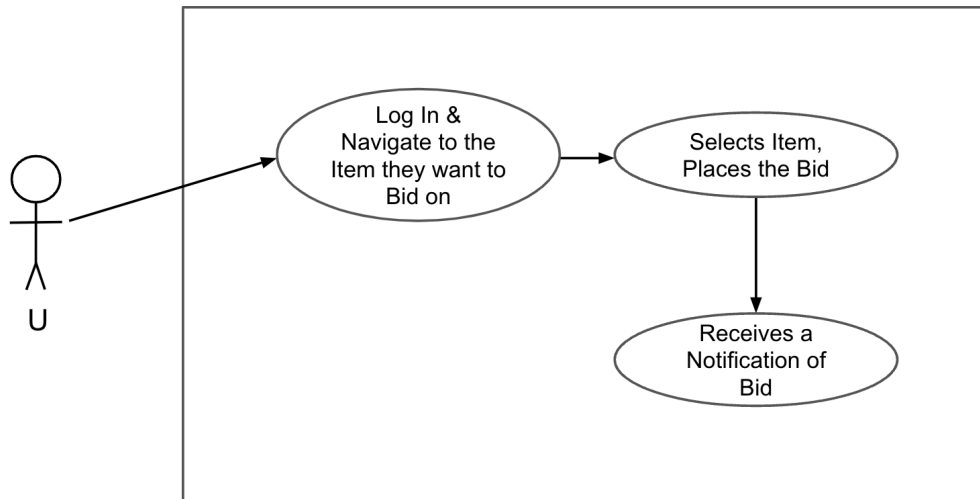 Log In &
Navigate to the
Item they want to
Bid on
Selects Item,
Places the Bid
U
Receives a
Notification of
Bid